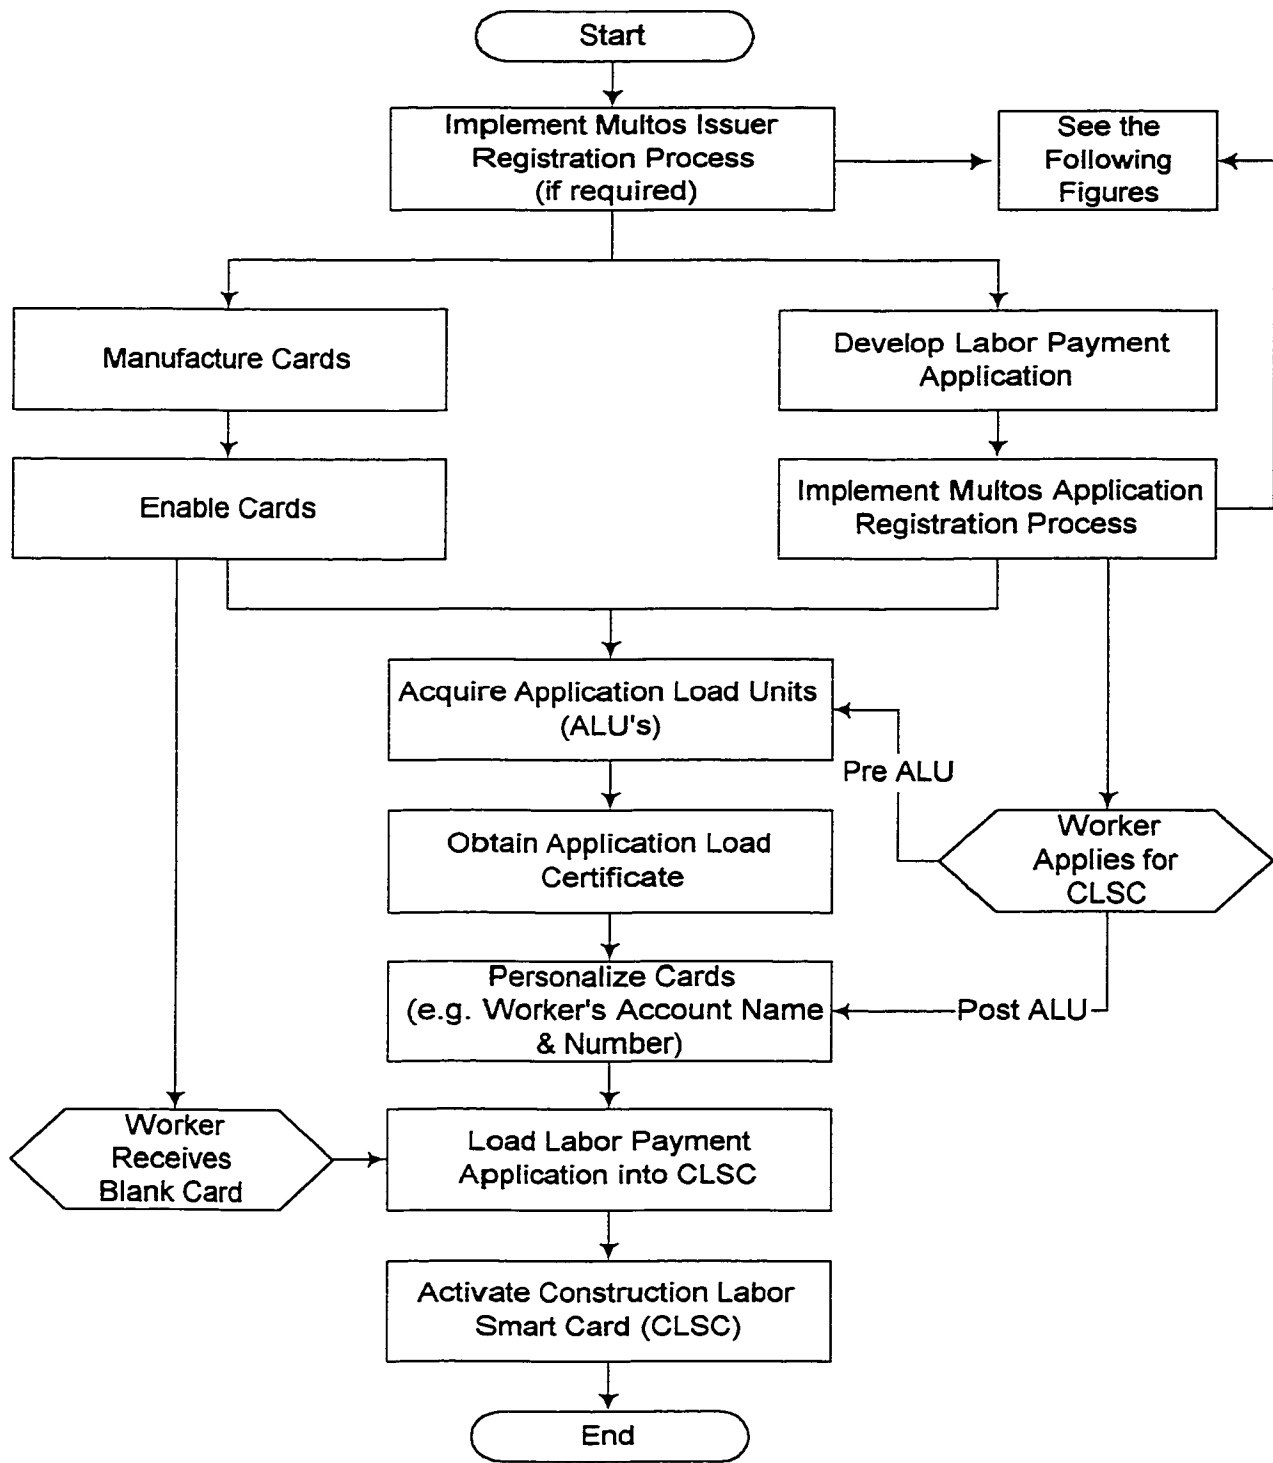 Start
Implement Multos Issuer
Registration Process
(if required)
See the
Following
Figures
Manufacture Cards
Develop Labor Payment
Application
Enable Cards
Implement Multos Application
Registration Process
Acquire Application Load Units
(ALU's)
Pre ALU
Obtain Application Load
Certificate
Worker
Applies for
CLSC
Personalize Cards
(e.g. Worker's Account Name
& Number)
Post ALU
Worker
Receives
Blank Card
Load Labor Payment
Application into CLSC
Activate Construction Labor
Smart Card (CLSC)
End